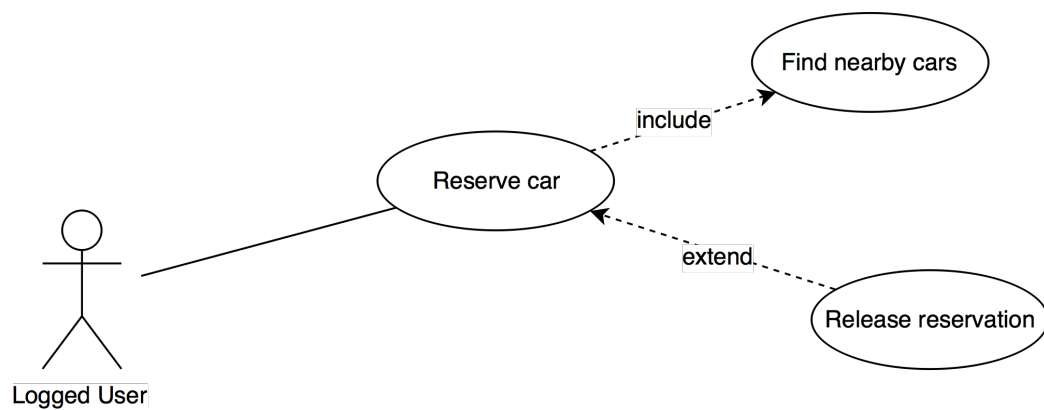 Find nearby cars
include
Reserve car
extend
Release reservation
Logged User